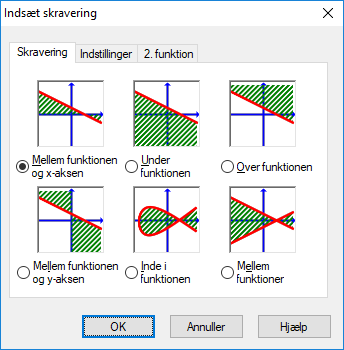 Indsæt skravering
Skravering Indstillinger 2. funktion
Mellem funktionen
og x-aksen
Under
funktionen
Over funktionen
Mellem funktionen
og y-aksen
Inde i
funktionen
Mellem
funktioner
OK Annuller Hjælp